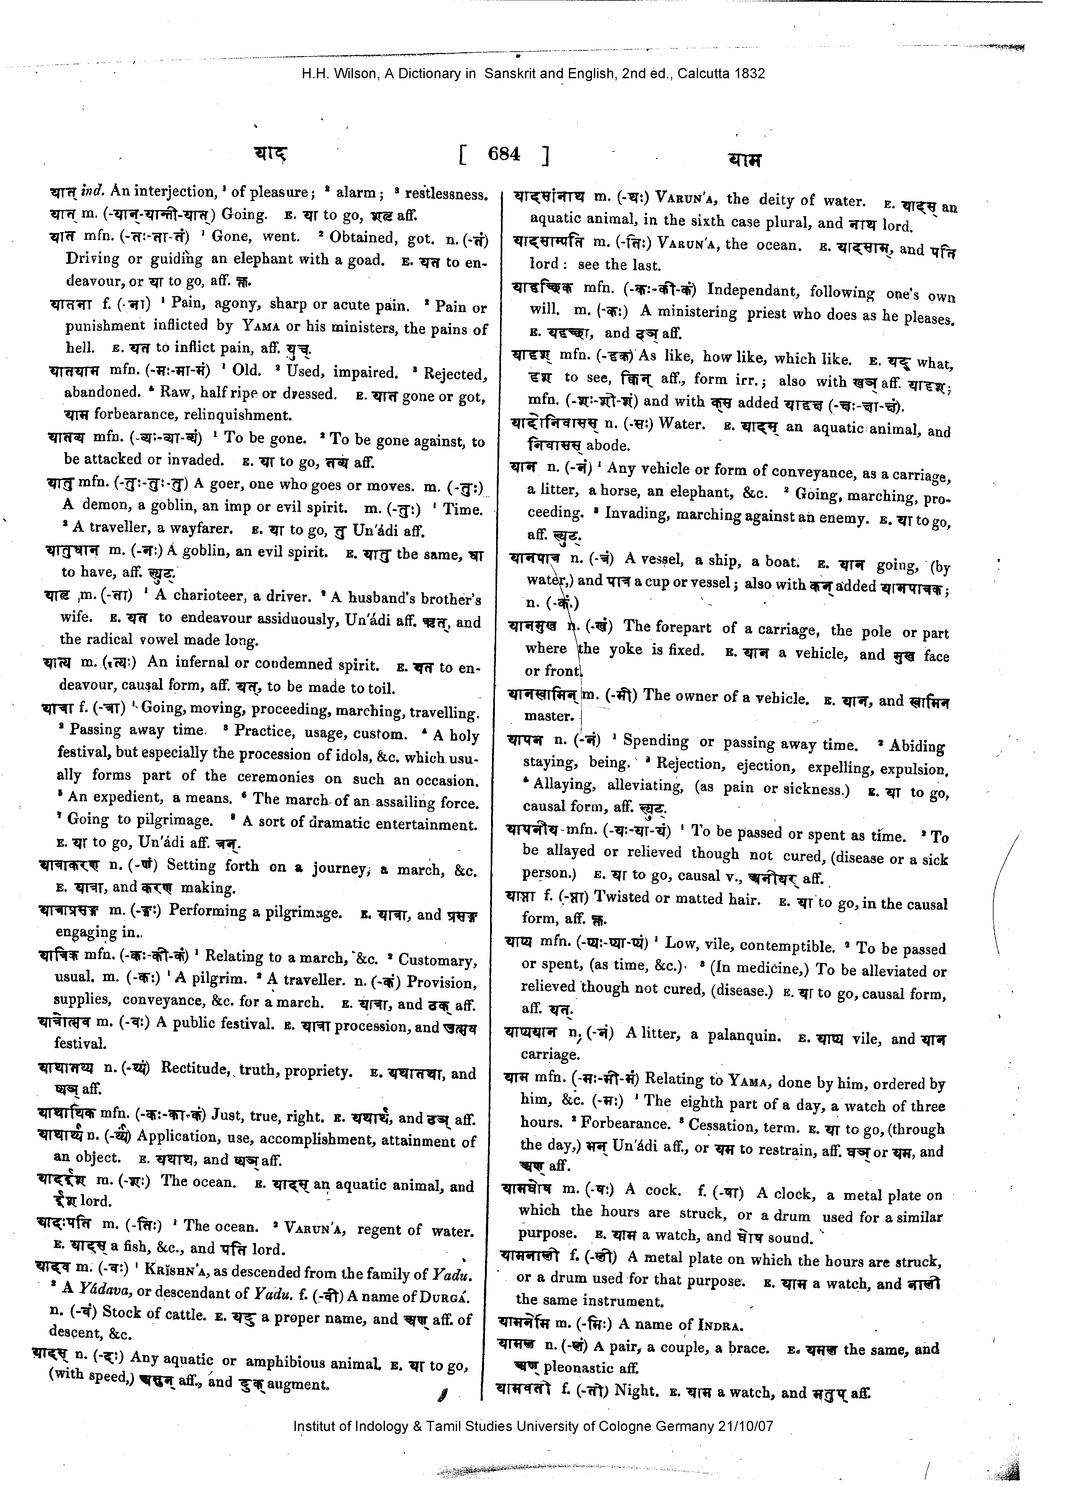 H.H. Wilson, A Dictionary in Sanskrit and English, 2nd ed., Calcutta 1832
याद
[ 684 ]
याम
यात् ind. An interjection, ¹ of pleasure; ² alarm; ³ restlessness.
यात् m. (-यान्-यान्ती-यात्) Going. E. या to go, शतृ aff.
यात mfn. (-तः-ता-तं) ¹ Gone, went. ² Obtained, got. n. (-तं)
Driving or guiding an elephant with a goad. E. यत to en-
deavour, or या to go, aff. क्त.
यातना f. (-ना) ¹ Pain, agony, sharp or acute pain. ² Pain or
punishment inflicted by YAMA or his ministers, the pains of
hell. E. यत to inflict pain, aff. युच्.
यातयाम mfn. (-मः-मा-मं) ¹ Old. ² Used, impaired. ³ Rejected,
abandoned. ⁴ Raw, half ripe or dressed. E. यात gone or got,
याम forbearance, relinquishment.
यातव्य mfn. (-व्यः-व्या-व्यं) ¹ To be gone. ² To be gone against, to
be attacked or invaded. E. या to go, तव्य aff.
यातु mfn. (-तुः-तुः-तु) A goer, one who goes or moves. m. (-तुः)
A demon, a goblin, an imp or evil spirit. m. (-तुः) ¹ Time.
² A traveller, a wayfarer. E. या to go, तु Un'ádi aff.
यातुधान m. (-नः) A goblin, an evil spirit. E. यातु the same, धा
to have, aff. ल्युट्.
यातृ m. (-ता) ¹ A charioteer, a driver. ² A husband's brother's
wife. E. यत to endeavour assiduously, Un'ádi aff. ऋन्, and
the radical vowel made long.
यात्य m. (-त्यः) An infernal or condemned spirit. E. यत to en-
deavour, causal form, aff. यत्, to be made to toil.
यात्रा f. (-त्रा) ¹ Going, moving, proceeding, marching, travelling.
² Passing away time. ³ Practice, usage, custom. ⁴ A holy
festival, but especially the procession of idols, &c. which usu-
ally forms part of the ceremonies on such an occasion.
⁵ An expedient, a means. ⁶ The march of an assailing force.
⁷ Going to pilgrimage. ⁸ A sort of dramatic entertainment.
E. या to go, Un'ádi aff. त्रन्.
यात्राकरण n. (-णं) Setting forth on a journey, a march, &c.
E. यात्रा, and करण making.
यात्राप्रसङ्ग m. (-ङ्गः) Performing a pilgrimage. E. यात्रा, and प्रसङ्ग
engaging in.
यात्रिक mfn. (-कः-की-कं) ¹ Relating to a march, &c. ² Customary,
usual. m. (-कः) ¹ A pilgrim. ² A traveller. n. (-कं) Provision,
supplies, conveyance, &c. for a march. E. यात्रा, and ठक् aff.
यात्रोत्सव m. (-वः) A public festival. E. यात्रा procession, and उत्सव
festival.
याथातथ्य n. (-थ्यं) Rectitude, truth, propriety. E. यथातथा, and
ष्यञ् aff.
याथार्थिक mfn. (-कः-का-कं) Just, true, right. E. यथार्थ, and ठञ् aff.
याथार्थ्य n. (-र्थ्यं) Application, use, accomplishment, attainment of
an object. E. यथार्थ, and ष्यञ् aff.
यादईश m. (-शः) The ocean. E. यादस् an aquatic animal, and
ईश lord.
यादःपति m. (-तिः) ¹ The ocean. ² VARUN'A, regent of water.
E. यादस् a fish, &c., and पति lord.
यादव m. (-वः) ¹ KRĬSHN'A, as descended from the family of Yadu.
² A Yádava, or descendant of Yadu. f. (-वी) A name of DURGÁ.
n. (-वं) Stock of cattle. E. यदु a proper name, and अण् aff. of
descent, &c.
यादस् n. (-दः) Any aquatic or amphibious animal. E. या to go,
(with speed,) असुन् aff., and दुक् augment.
यादसांनाथ m. (-थः) VARUN'A, the deity of water. E. यादस् an
aquatic animal, in the sixth case plural, and नाथ lord.
यादसाम्पति m. (-तिः) VARUN'A, the ocean. E. यादसाम्, and पति
lord: see the last.
यादृच्छिक mfn. (-कः-की-कं) Independant, following one's own
will. m. (-कः) A ministering priest who does as he pleases.
E. यदृच्छा, and ठञ् aff.
यादृश् mfn. (-दृक्) As like, how like, which like. E. यद् what,
दृश to see, क्विन् aff., form irr.; also with खञ् aff. यादृश;
mfn. (-शः-शी-शं) and with क्स added यादृक्ष (-क्षः-क्षा-क्षं).
यादोनिवासस् n. (-सः) Water. E. यादस् an aquatic animal, and
निवासस् abode.
यान n. (-नं) ¹ Any vehicle or form of conveyance, as a carriage,
a litter, a horse, an elephant, &c. ² Going, marching, pro-
ceeding. ³ Invading, marching against an enemy. E. या to go,
aff. ल्युट्.
यानपात्र n. (-त्रं) A vessel, a ship, a boat. E. यान going, (by
water,) and पात्र a cup or vessel; also with कन् added यानपात्रक;
n. (-कं.)
यानमुख n. (-खं) The forepart of a carriage, the pole or part
where the yoke is fixed. E. यान a vehicle, and मुख face
or front.
यानस्वामिन् m. (-मी) The owner of a vehicle. E. यान, and स्वामिन
master.
यापन n. (-नं) ¹ Spending or passing away time. ² Abiding
staying, being. ³ Rejection, ejection, expelling, expulsion,
⁴ Allaying, alleviating, (as pain or sickness.) E. या to go,
causal form, aff. ल्युट्.
यापनीय mfn. (-यः-या-यं) ¹ To be passed or spent as time. ² To
be allayed or relieved though not cured, (disease or a sick
person.) E. या to go, causal v., अनीयर् aff.
याप्ता f. (-प्ता) Twisted or matted hair. E. या to go, in the causal
form, aff. क्त.
याप्य mfn. (-प्यः-प्या-प्यं) ¹ Low, vile, contemptible. ² To be passed
or spent, (as time, &c.) ³ (In medicine,) To be alleviated or
relieved though not cured, (disease.) E. या to go, causal form,
aff. यत्.
याप्ययान n. (-नं) A litter, a palanquin. E. याप्य vile, and यान
carriage.
याम mfn. (-मः-मी-मं) Relating to YAMA, done by him, ordered by
him, &c. (-मः) ¹ The eighth part of a day, a watch of three
hours. ² Forbearance. ³ Cessation, term. E. या to go, (through
the day,) मन् Un'ádi aff., or यम to restrain, aff. घञ् or यम, and
अण् aff.
यामघोष m. (-षः) A cock. f. (-षा) A clock, a metal plate on
which the hours are struck, or a drum used for a similar
purpose. E. याम a watch, and घोष sound.
यामनाली f. (-ली) A metal plate on which the hours are struck,
or a drum used for that purpose. E. याम a watch, and नाली
the same instrument.
यामनेमि m. (-मिः) A name of INDRA.
यामल n. (-लं) A pair, a couple, a brace. E. यमल the same, and
अण् pleonastic aff.
यामवती f. (-ती) Night. E. याम a watch, and मतुप् aff.
Institut of Indology & Tamil Studies University of Cologne Germany 21/10/07